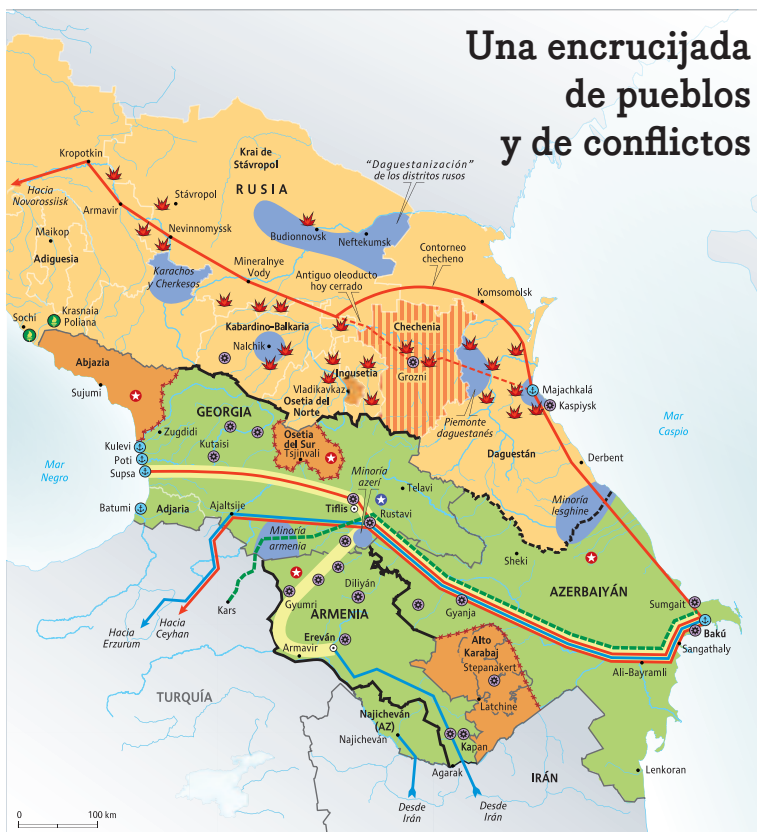 Una encrucijada
de pueblos
y de conflictos
Kropotkin
Hacia
Novorossiisk
Krai de
Stávropol
RUSIA
"Daguestanización"
de los distritos rusos
Stávropol
Armavir
Maikop
Adiguesia
Nevinnomyssk
Budionnovsk
Neftekumsk
Karachos
y Cherkesos
Mineralnye
Vody
Antiguo oleoducto
hoy cerrado
Contorneo
checheno
Komsomolsk
Krasnaia
Poliana
Sochi
Kabardino-Balkaria
Nalchik
Chechenia
Grozni
Ingusetia
Vladikavkaz
Osetia del
Norte
Abjazia
Sujumi
Majachkalá
Kaspiysk
Piemonte
daguestanés
Mar
Caspio
GEORGIA
Zugdidi
Kutaisi
Osetia
del Sur
Tsjinvali
Daguestán
Derbent
Kulevi
Poti
Supsa
Mar
Negro
Minoría
azerí
Telavi
Minoría
lesghine
Batumi
Adjaria
Ajaltsije
Tiflis
Rustavi
Minoría
armenia
Sheki
AZERBAIYÁN
Kars
Diliyán
Gyumri
ARMENIA
Gyanja
Sumgait
Bakú
Sangathaly
Hacia
Erzurum
Hacia
Ceyhan
Ereván
Armavir
Alto
Karabaj
Stepanakert
Ali-Bayramli
TURQUÍA
Latchine
Najicheván
(AZ)
Najicheván
Kapan
Agarak
IRÁN
Lenkoran
Desde
Irán
Desde
Irán
0 100 km